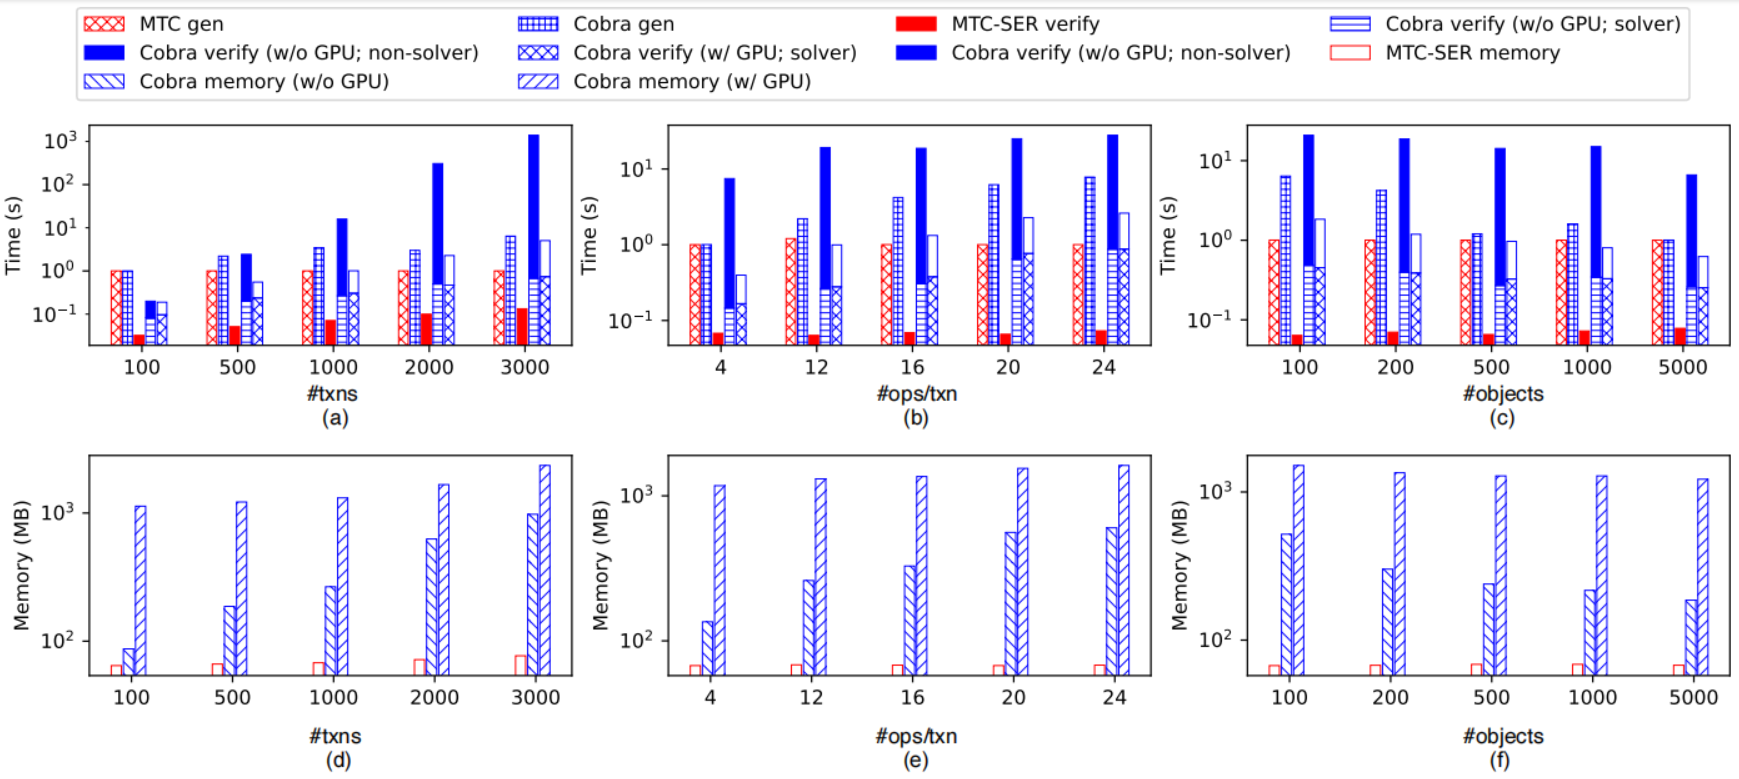 MTC gen Cobra gen MTC-SER verify Cobra verify (w/o GPU; solver)
Cobra verify (w/o GPU; non-solver) Cobra verify (w/ GPU; solver) Cobra verify (w/o GPU; non-solver) MTC-SER memory
Cobra memory (w/o GPU) Cobra memory (w/ GPU)
Time (s)
10³
10²
10¹
10⁰
10⁻¹
100 500 1000 2000 3000
#txns
(a)
Time (s)
10¹
10⁰
10⁻¹
4 12 16 20 24
#ops/txn
(b)
Time (s)
10¹
10⁰
10⁻¹
100 200 500 1000 5000
#objects
(c)
Memory (MB)
10³
10²
100 500 1000 2000 3000
#txns
(d)
Memory (MB)
10³
10²
4 12 16 20 24
#ops/txn
(e)
Memory (MB)
10³
10²
100 200 500 1000 5000
#objects
(f)